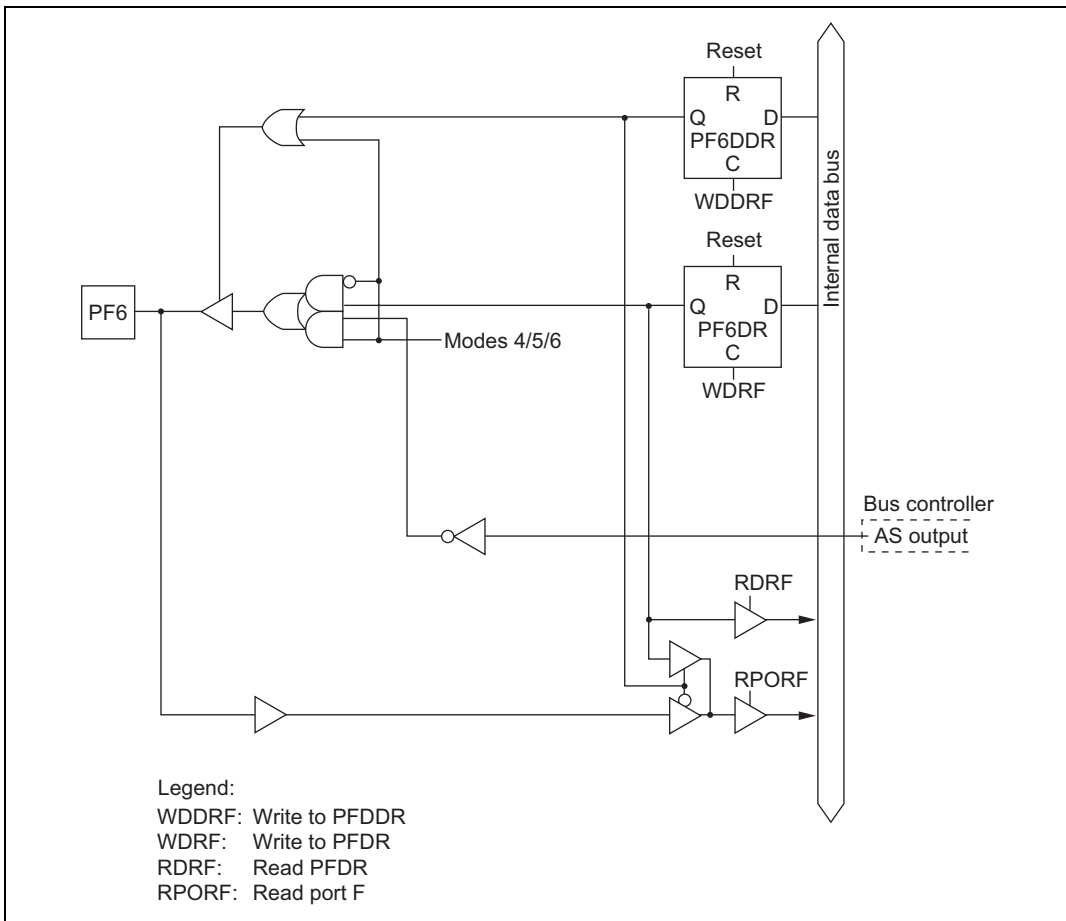 Reset
R
Q D
PF6DDR
C
WDDRF
Reset
R
Q D
PF6DR
C
WDRF
Internal data bus
PF6
Modes 4/5/6
Bus controller
AS output
RDRF
RPORF
Legend:
WDDRF: Write to PFDDR
WDRF: Write to PFDR
RDRF: Read PFDR
RPORF: Read port F